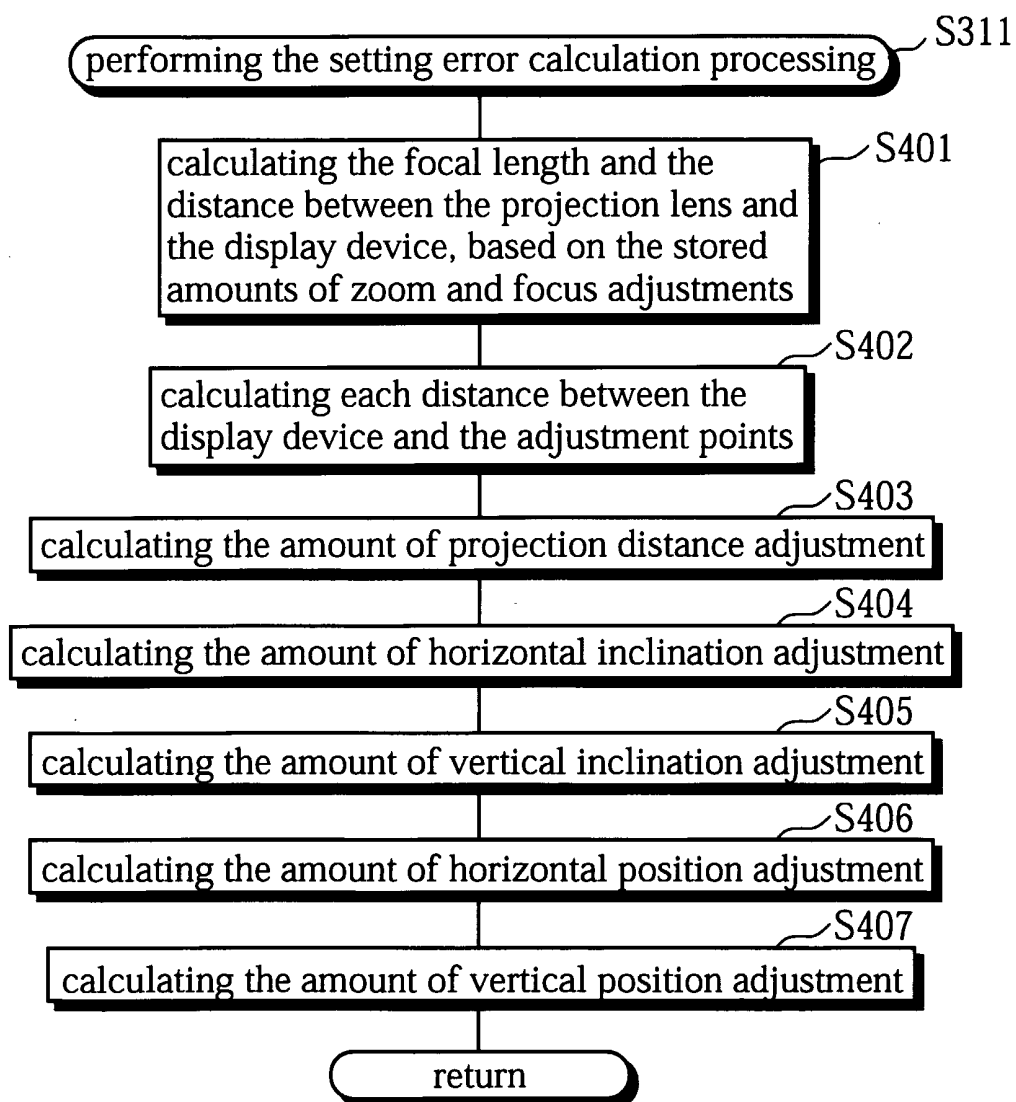 S311
performing the setting error calculation processing
S401
calculating the focal length and the
distance between the projection lens and
the display device, based on the stored
amounts of zoom and focus adjustments
S402
calculating each distance between the
display device and the adjustment points
S403
calculating the amount of projection distance adjustment
S404
calculating the amount of horizontal inclination adjustment
S405
calculating the amount of vertical inclination adjustment
S406
calculating the amount of horizontal position adjustment
S407
calculating the amount of vertical position adjustment
return